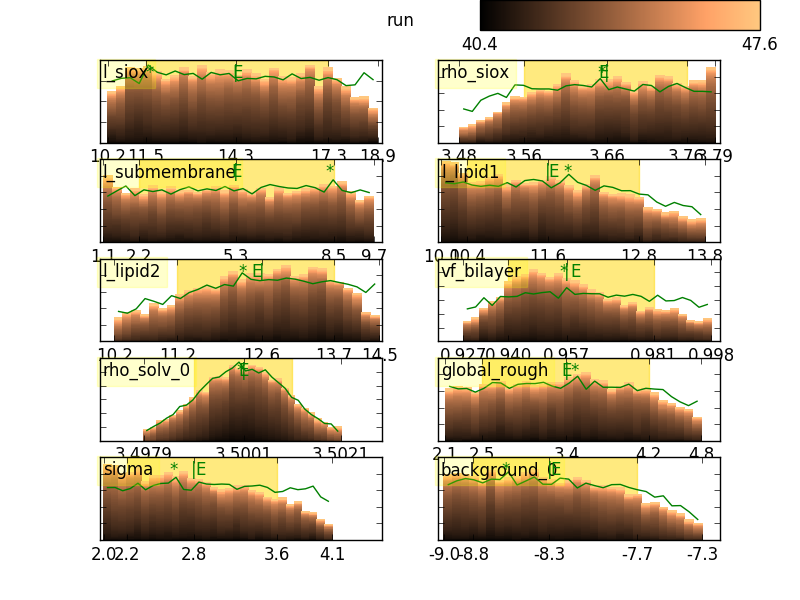 run
40.4 47.6
l_siox * E
10.2 11.5 14.3 17.3 18.9
rho_siox * E
3.48 3.56 3.66 3.76 3.79
l_submembrane E *
1.1 2.2 5.3 8.5 9.7
l_lipid1 E *
10.0 10.4 11.6 12.8 13.8
l_lipid2 * E
10.2 11.2 12.6 13.7 14.5
vf_bilayer * E
0.927 0.940 0.957 0.981 0.998
rho_solv_0 * E
3.4979 3.5001 3.5021
global_rough E *
2.1 2.5 3.4 4.2 4.8
sigma * E
2.0 2.2 2.8 3.6 4.1
background_0 * E
-9.0 -8.8 -8.3 -7.7 -7.3